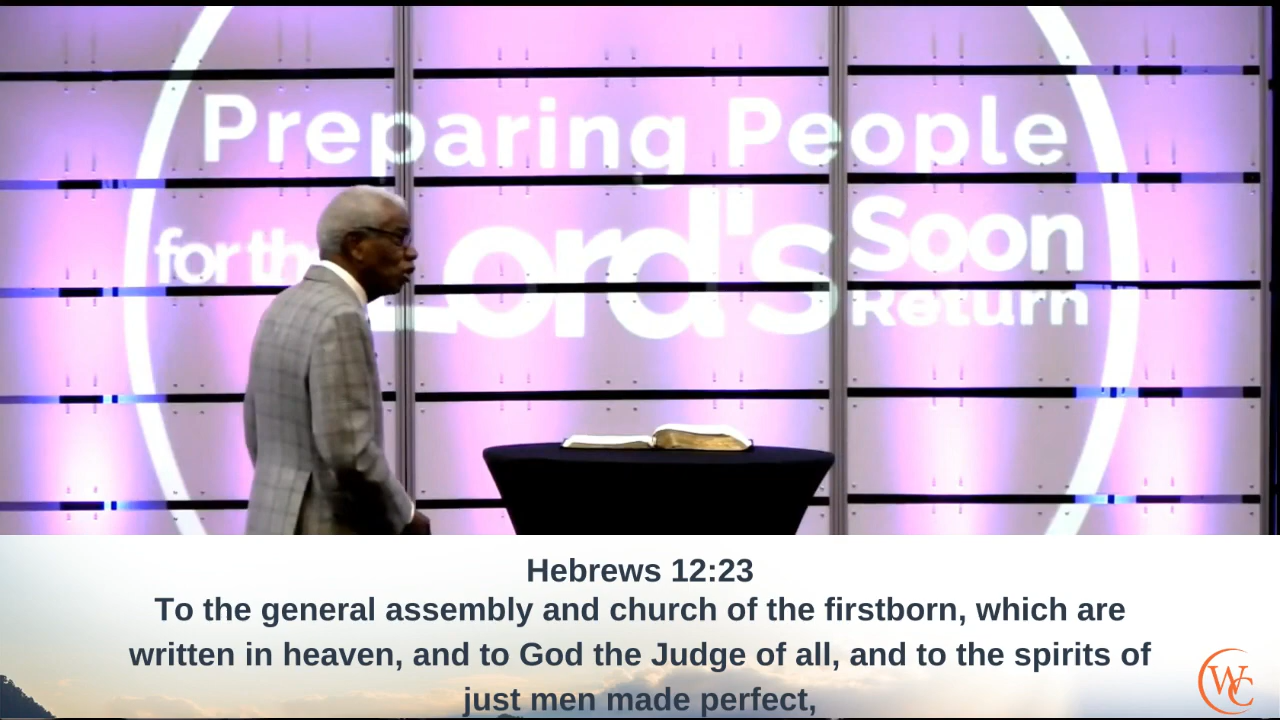 Preparing People
for the Lord's Soon
Return
Hebrews 12:23
To the general assembly and church of the firstborn, which are
written in heaven, and to God the Judge of all, and to the spirits of
just men made perfect,
WC